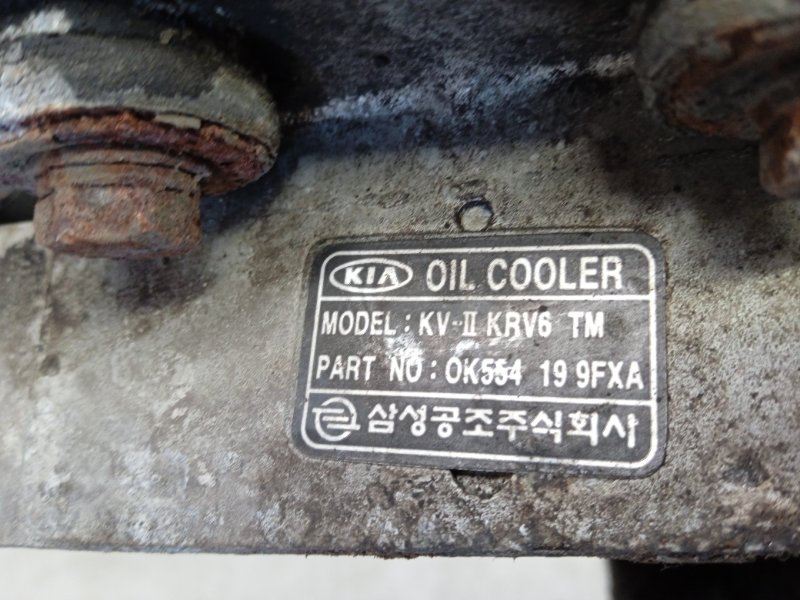 KIA OIL COOLER
MODEL : KV-II KRV6 TM
PART NO : OK554 19 9FXA
삼성공조주식회사